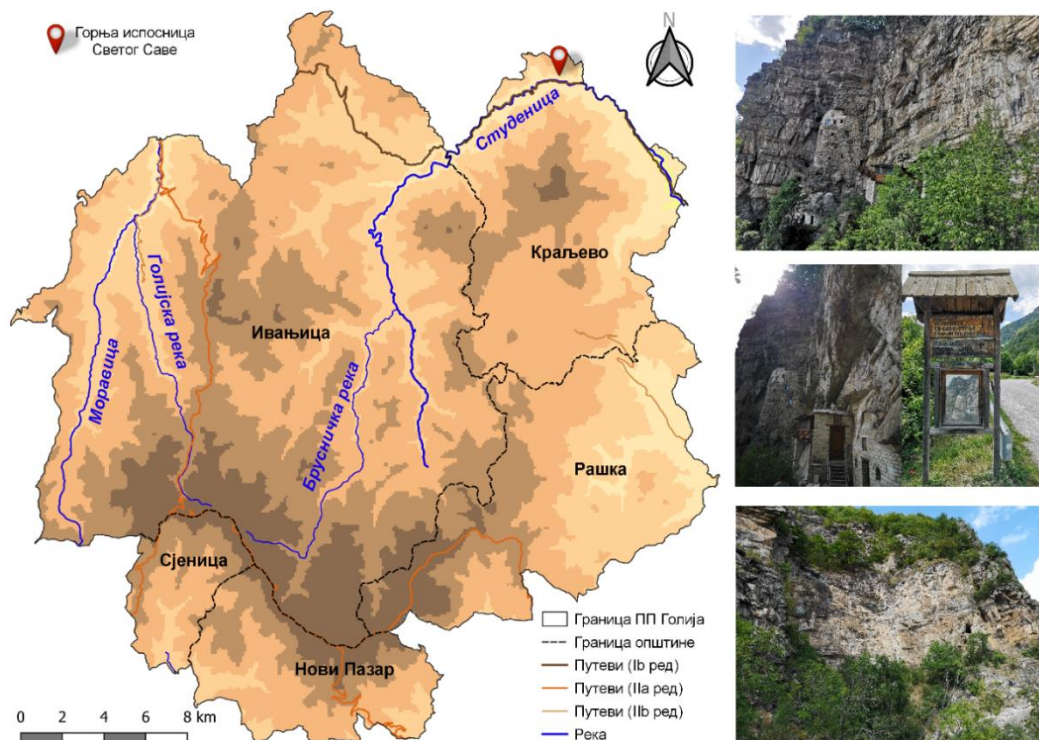 Горња испосница
Светог Саве
N
Студеница
Краљево
Голијска река
Ивањица
Моравица
Брусничка река
Рашка
Сјеница
Нови Пазар
Граница ПП Голија
Граница општине
Путеви (Ib ред)
Путеви (IIa ред)
Путеви (IIb ред)
Река
0 2 4 6 8 km